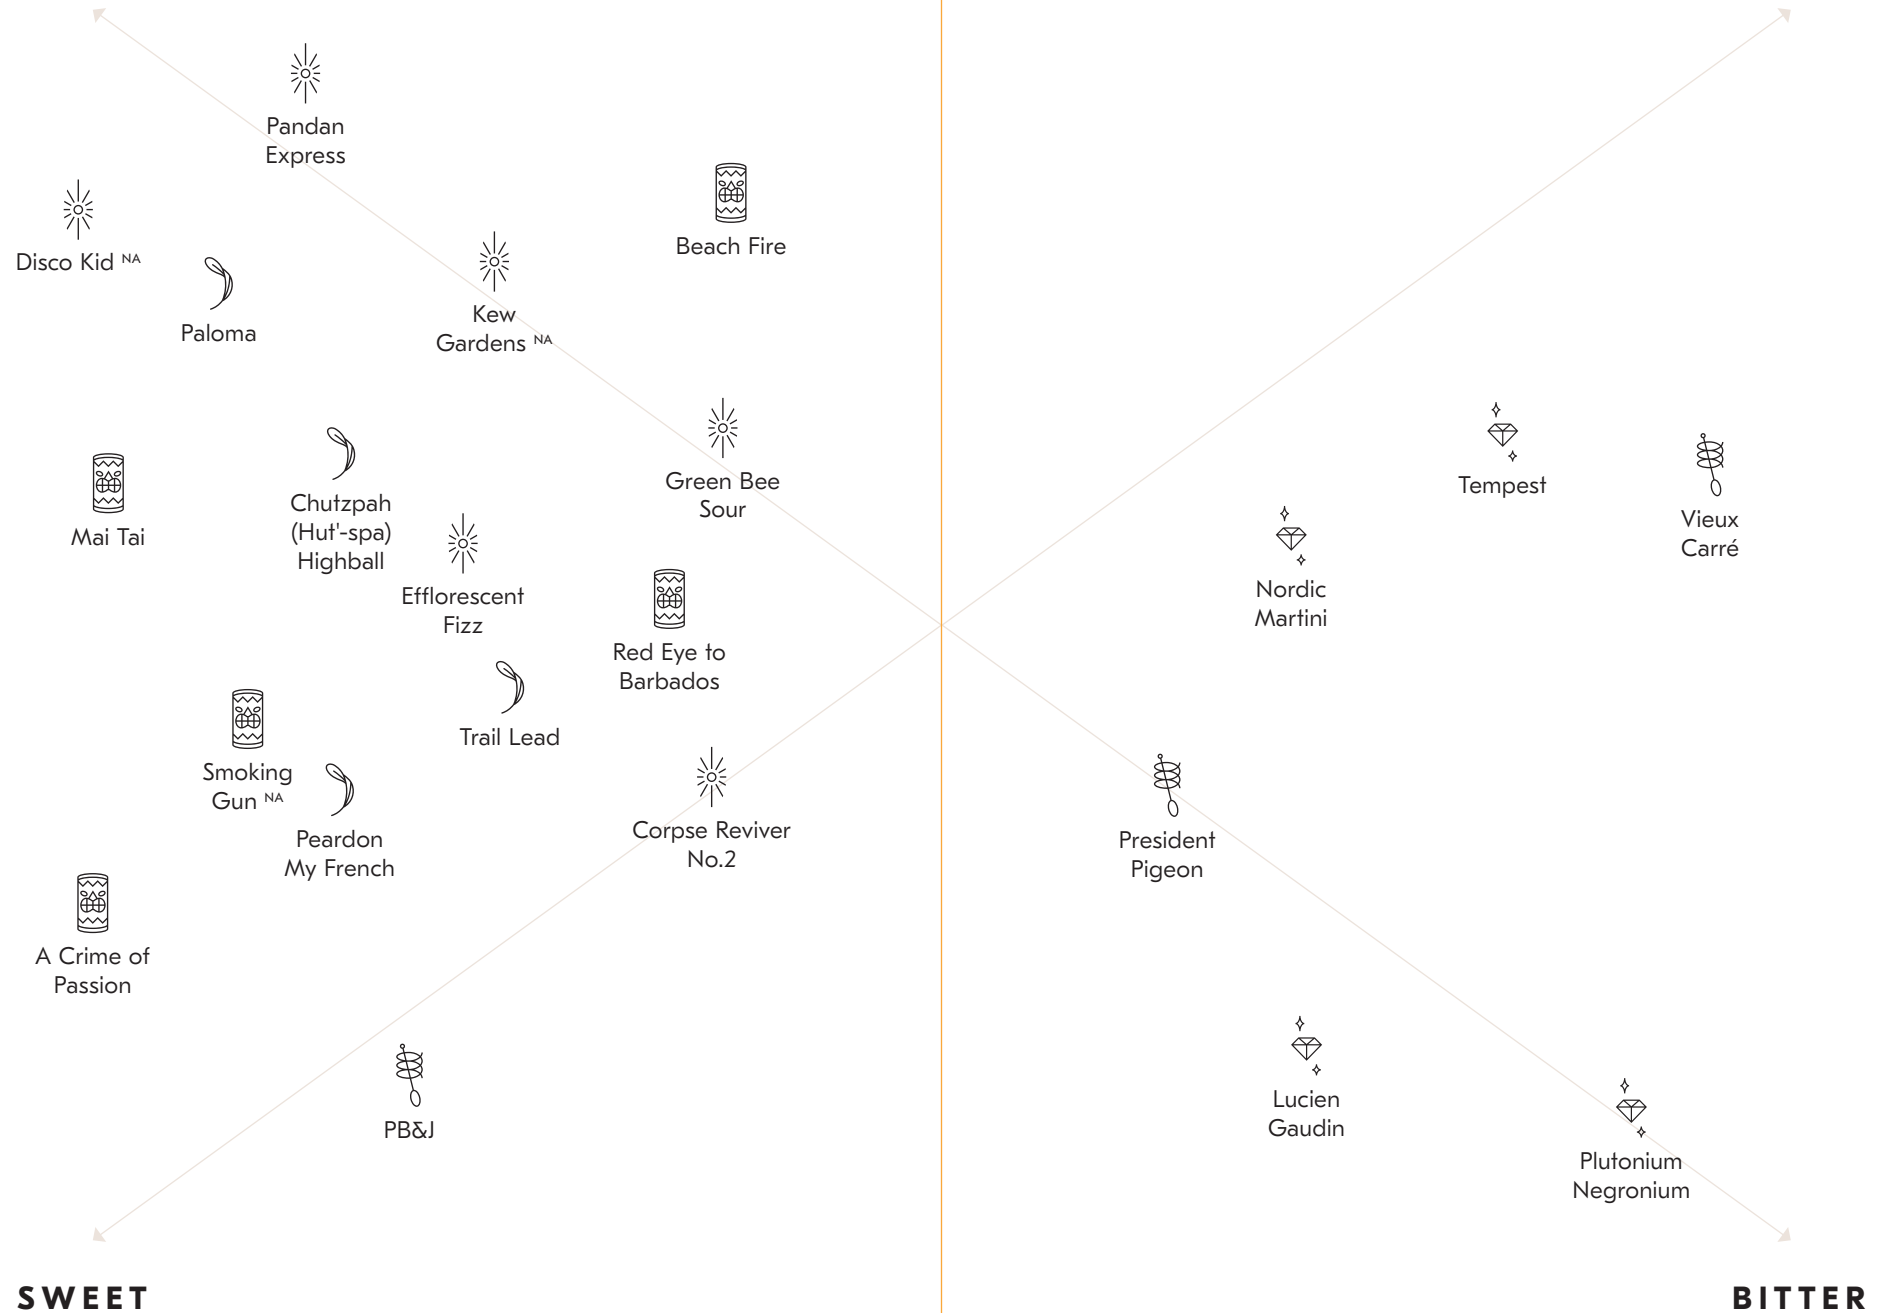 Pandan
Express
Beach Fire
Disco Kid NA
Paloma
Kew
Gardens NA
Green Bee
Sour
Tempest
Vieux
Carré
Mai Tai
Chutzpah
(Hut'-spa)
Highball
Efflorescent
Fizz
Nordic
Martini
Red Eye to
Barbados
Trail Lead
Smoking
Gun NA
Peardon
My French
Corpse Reviver
No.2
President
Pigeon
A Crime of
Passion
PB&J
Lucien
Gaudin
Plutonium
Negronium
SWEET
BITTER